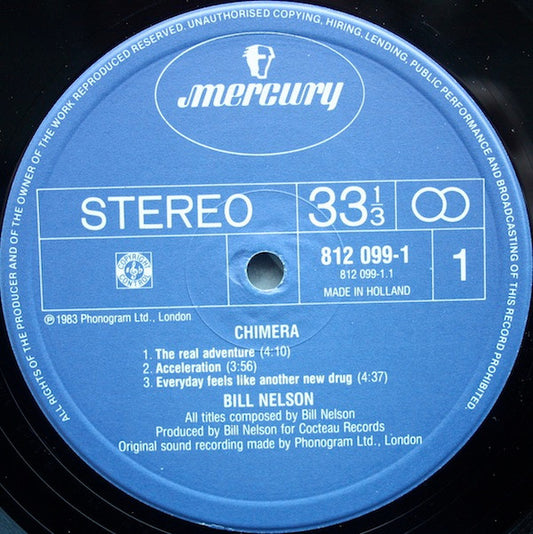 ALL RIGHTS OF THE PRODUCER AND OF THE OWNER OF THE WORK REPRODUCED RESERVED. UNAUTHORISED COPYING, HIRING, LENDING, PUBLIC PERFORMANCE AND BROADCASTING OF THIS RECORD PROHIBITED.
mercury
STEREO
33 1/3
COPYRIGHT CONTROL
812 099-1
812 099-1.1
MADE IN HOLLAND
1
℗ 1983 Phonogram Ltd., London
CHIMERA
1. The real adventure (4:10)
2. Acceleration (3:56)
3. Everyday feels like another new drug (4:37)
BILL NELSON
All titles composed by Bill Nelson
Produced by Bill Nelson for Cocteau Records
Original sound recording made by Phonogram Ltd., London